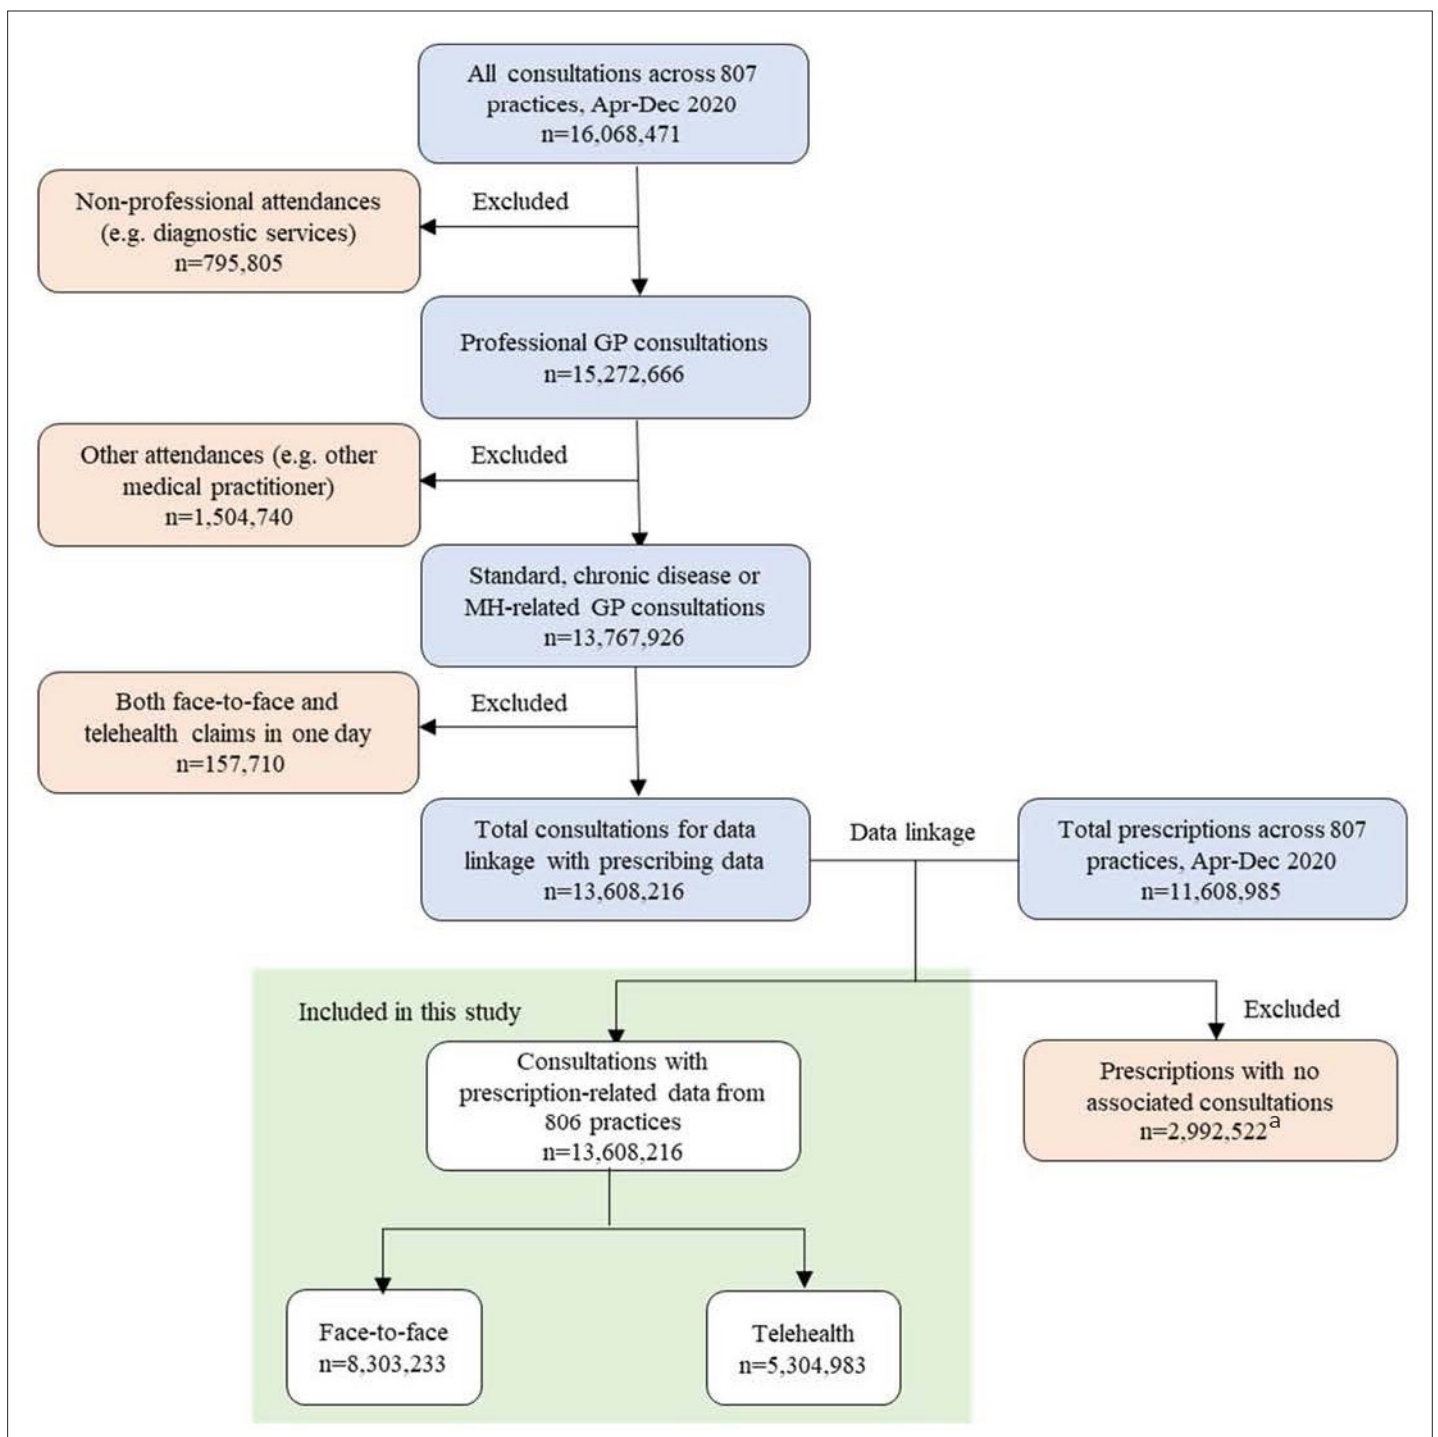 All consultations across 807
practices, Apr-Dec 2020
n=16,068,471
Excluded
Non-professional attendances
(e.g. diagnostic services)
n=795,805
Professional GP consultations
n=15,272,666
Excluded
Other attendances (e.g. other
medical practitioner)
n=1,504,740
Standard, chronic disease or
MH-related GP consultations
n=13,767,926
Excluded
Both face-to-face and
telehealth claims in one day
n=157,710
Total consultations for data
linkage with prescribing data
n=13,608,216
Data linkage
Total prescriptions across 807
practices, Apr-Dec 2020
n=11,608,985
Included in this study
Excluded
Consultations with
prescription-related data from
806 practices
n=13,608,216
Prescriptions with no
associated consultations
n=2,992,522a
Face-to-face
n=8,303,233
Telehealth
n=5,304,983